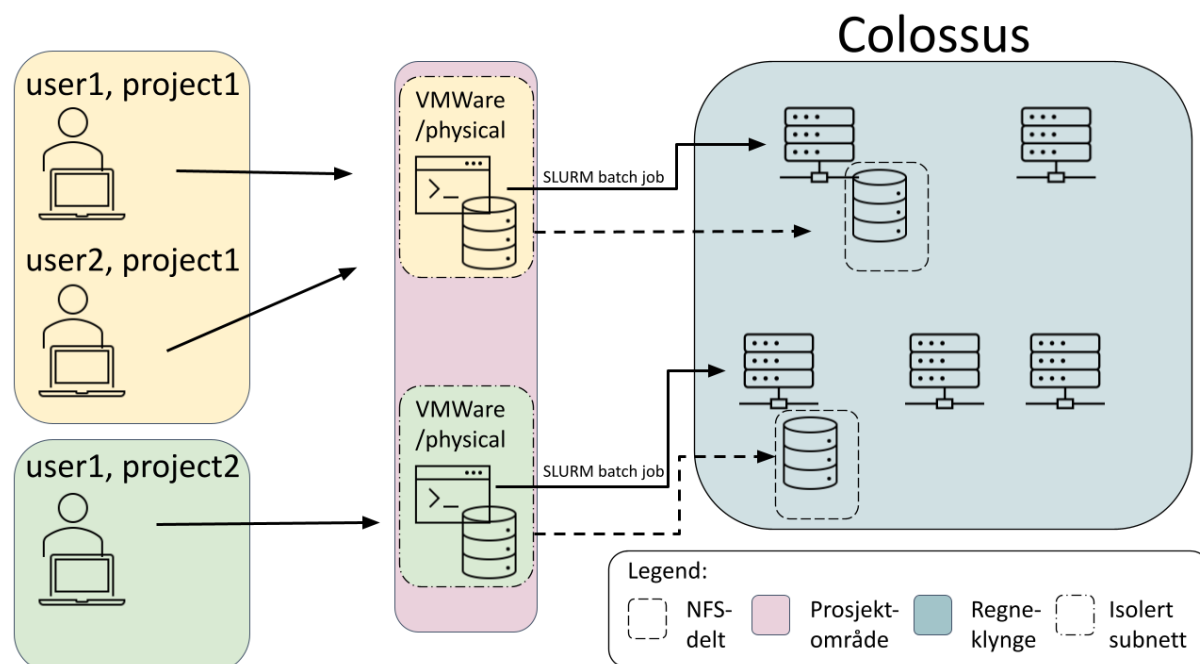 Colossus
user1, project1
user2, project1
user1, project2
VMWare
/physical
>_
SLURM batch job
VMWare
/physical
>_
SLURM batch job
Legend:
NFS-
delt
Prosjekt-
område
Regne-
klynge
Isolert
subnett